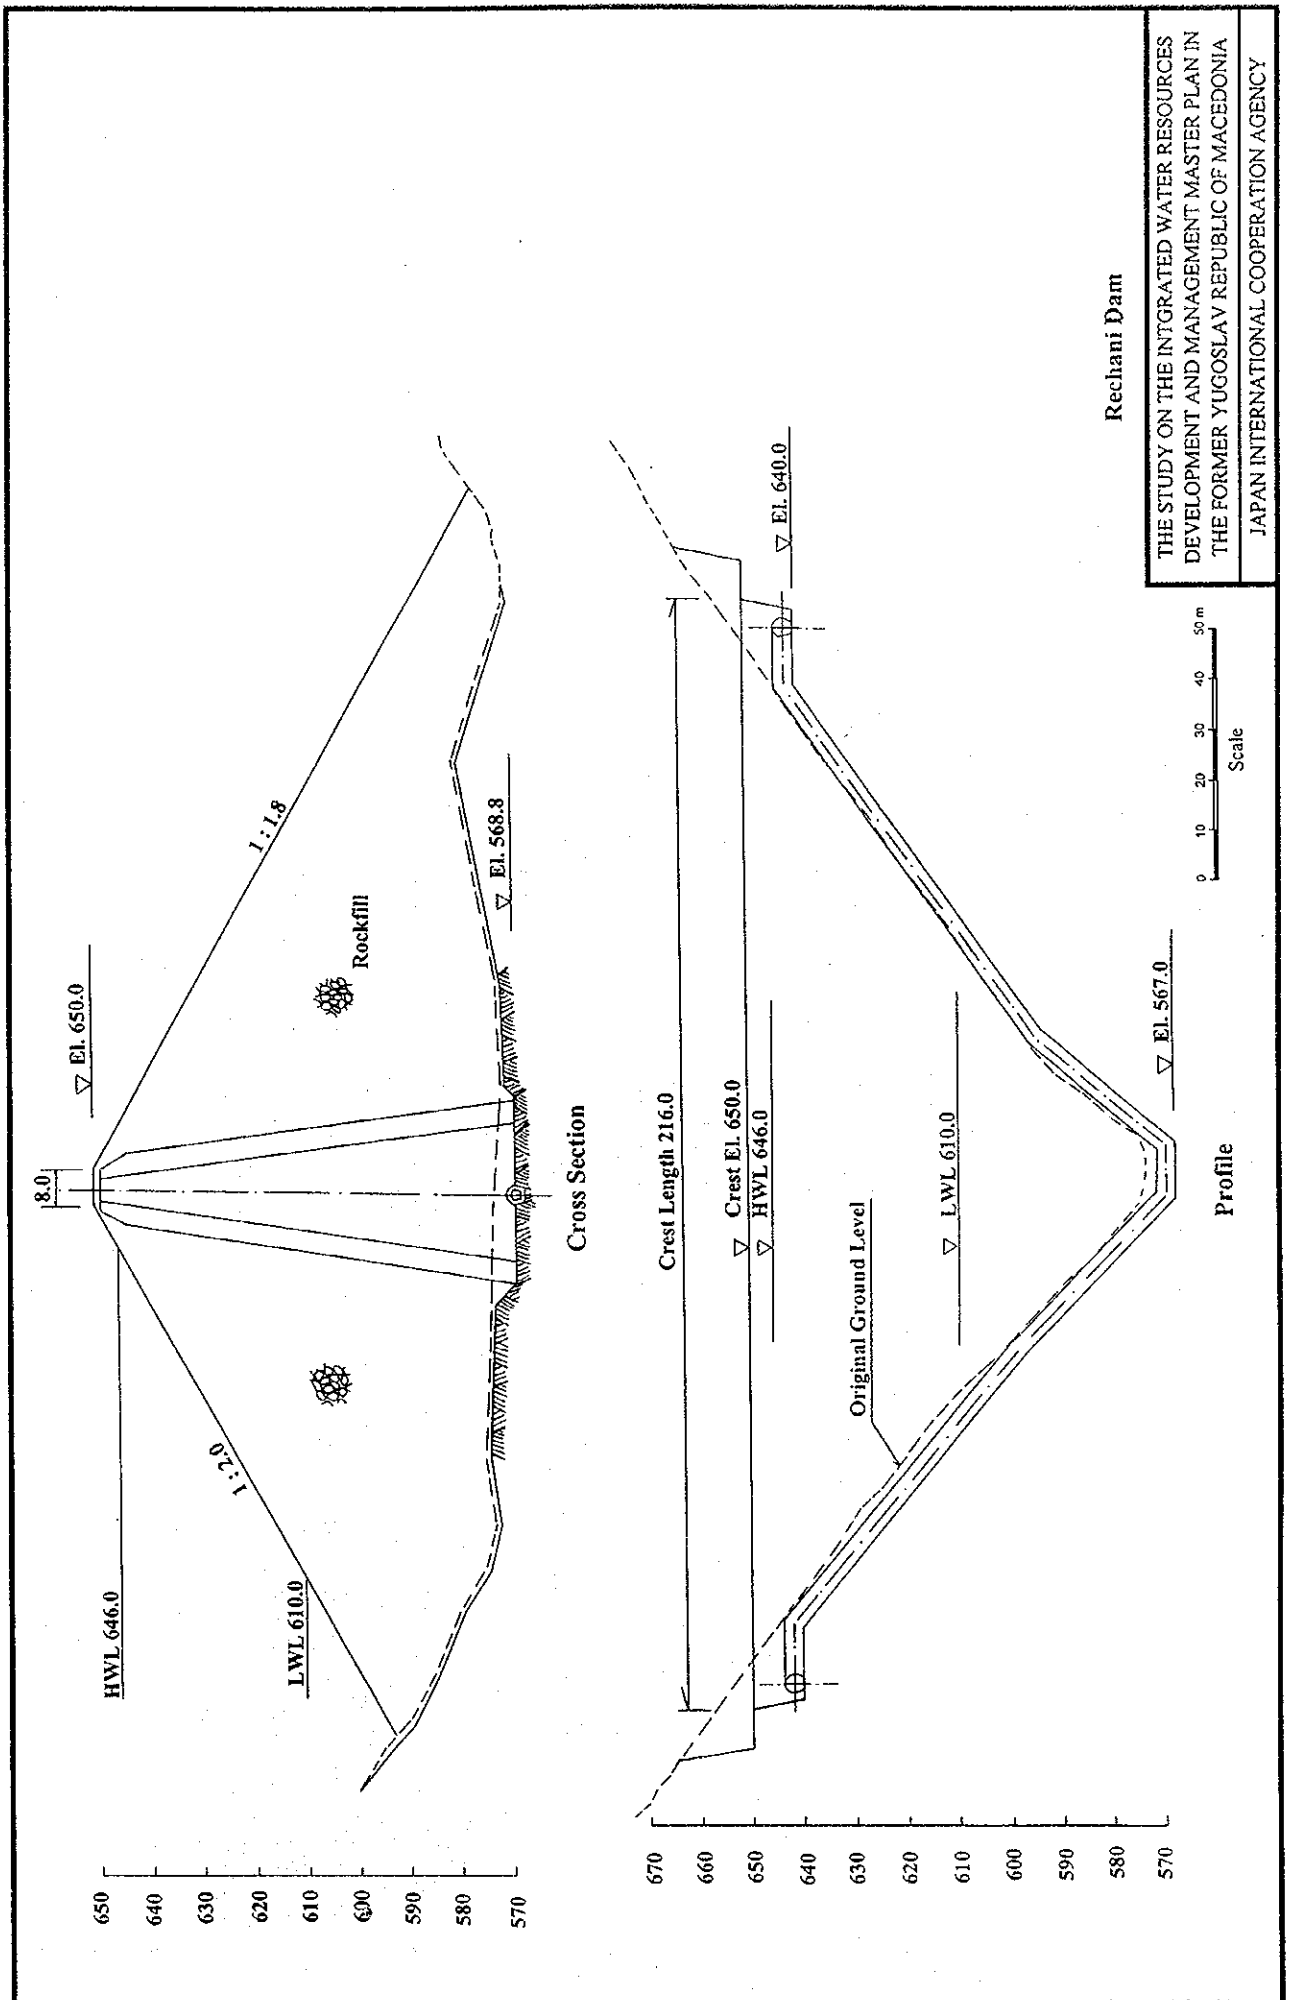 8.0
El. 650.0
HWL 646.0
1 : 2.0
1 : 1.8
LWL 610.0
Rockfill
El. 568.8
650
640
630
620
610
600
590
580
570
Cross Section
Crest Length 216.0
Crest El. 650.0
HWL 646.0
El. 640.0
Original Ground Level
LWL 610.0
El. 567.0
670
660
650
640
630
620
610
600
590
580
570
Profile
0 10 20 30 40 50 m
Scale
Rechani Dam
THE STUDY ON THE INTGRATED WATER RESOURCES
DEVELOPMENT AND MANAGEMENT MASTER PLAN IN
THE FORMER YUGOSLAV REPUBLIC OF MACEDONIA
JAPAN INTERNATIONAL COOPERATION AGENCY